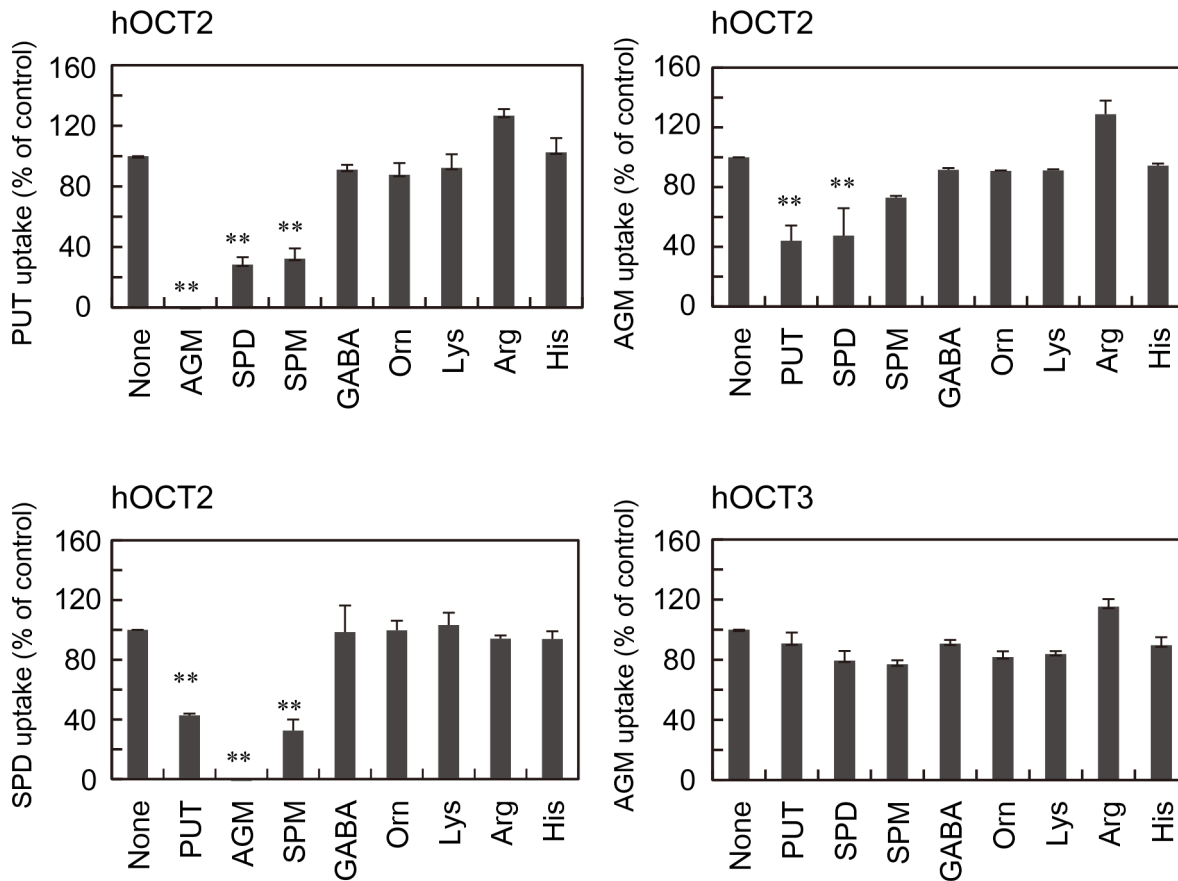 hOCT2
PUT uptake (% of control)
160
120
80
40
0
**
**
**
None
AGM
SPD
SPM
GABA
Orn
Lys
Arg
His
hOCT2
AGM uptake (% of control)
160
120
80
40
0
**
**
None
PUT
SPD
SPM
GABA
Orn
Lys
Arg
His
hOCT2
SPD uptake (% of control)
160
120
80
40
0
**
**
**
None
PUT
AGM
SPM
GABA
Orn
Lys
Arg
His
hOCT3
AGM uptake (% of control)
160
120
80
40
0
None
PUT
SPD
SPM
GABA
Orn
Lys
Arg
His